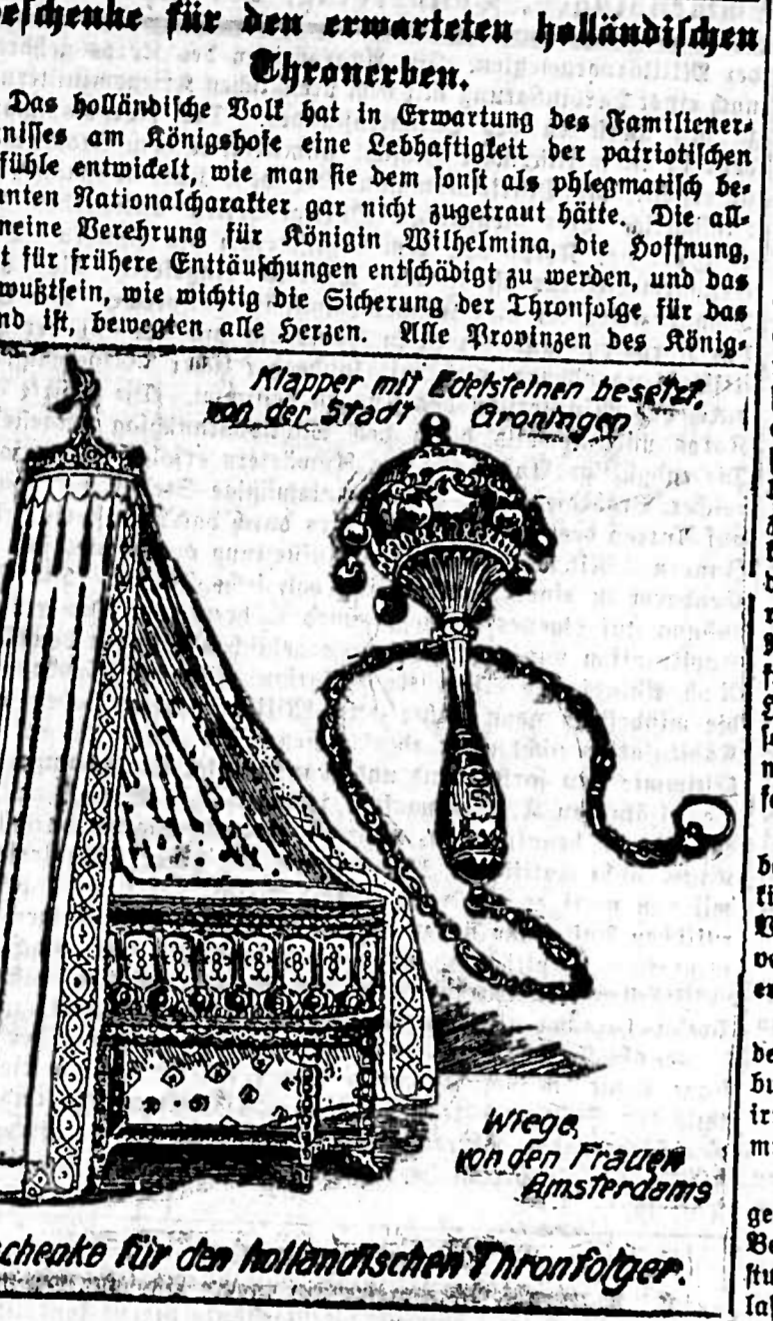 eschenke für den erwarteten holländischen
Thronerben.
Das holländische Volk hat in Erwartung des Familiener-
nisses am Königshofe eine Lebhaftigkeit der patriotischen
fühle entwickelt, wie man sie dem sonst als phlegmatisch be-
nnten Nationalcharakter gar nicht zugetraut hätte. Die all-
meine Verehrung für Königin Wilhelmina, die Hoffnung,
t für frühere Enttäuschungen entschädigt zu werden, und das
wußtsein, wie wichtig die Sicherung der Thronfolge für das
nd ist, bewegten alle Herzen. Alle Provinzen des König-
Klapper mit Edelsteinen besetzt,
von der Stadt Groningen
Wiege,
von den Frauen
Amsterdams
schenke für den holländischen Thronfolger.